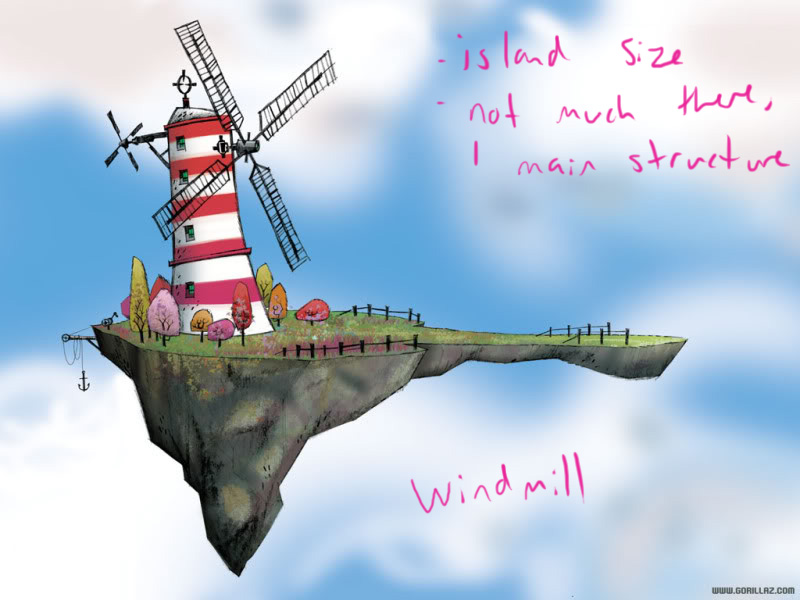 - island size
- not much there,
1 main structure
Windmill
WWW.GORILLAZ.COM